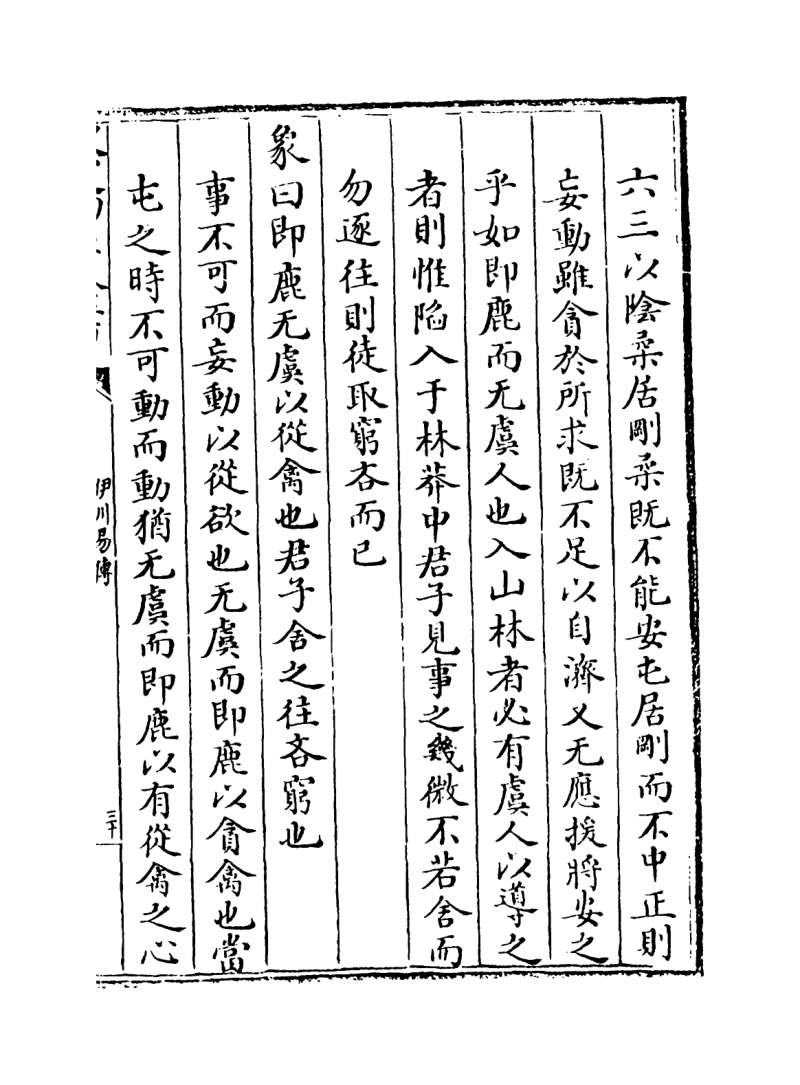 六三以陰柔居剛柔既不能安屯居剛而不中正則
妄動雖貪於所求既不足以自濟又无應援將安之
乎如即鹿而无虞人也入山林者必有虞人以導之
者則惟陷入于林莽中君子見事之幾微不若舍而
勿逐往則徒取窮吝而已
象曰即鹿无虞以從禽也君子舍之往吝窮也
事不可而妄動以從欲也无虞而即鹿以貪禽也當
屯之時不可動而動猶无虞而即鹿以有從禽之心
伊川易傳